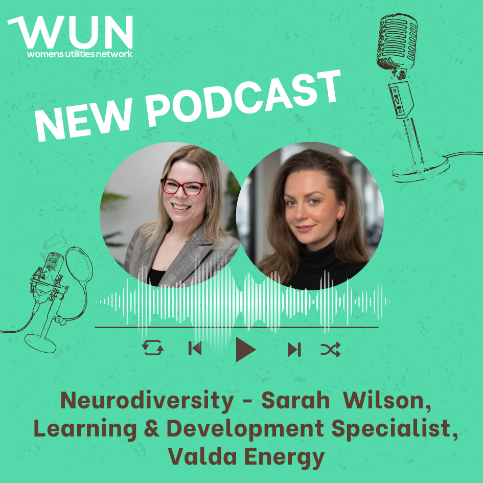 WUN
womens utilities network
NEW PODCAST
Neurodiversity - Sarah Wilson,
Learning & Development Specialist,
Valda Energy